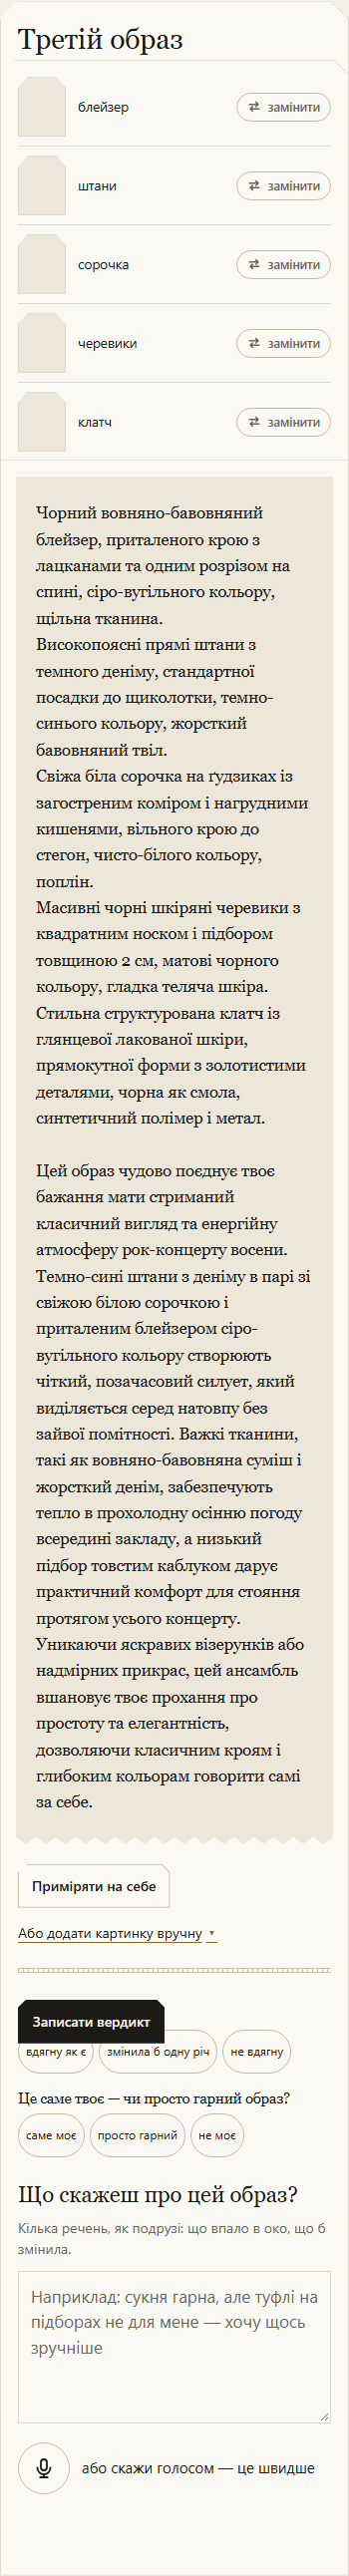 Третій образ
блейзер
замінити
штани
замінити
сорочка
замінити
черевики
замінити
клатч
замінити
Чорний вовняно-бавовняний
блейзер, приталеного крою з
лацканами та одним розрізом на
спині, сіро-вугільного кольору,
щільна тканина.
Високопоясні прямі штани з
темного деніму, стандартної
посадки до щиколотки, темно-
синього кольору, жорсткий
бавовняний твіл.
Свіжа біла сорочка на ґудзиках із
загостреним коміром і нагрудними
кишенями, вільного крою до
стегон, чисто-білого кольору,
поплін.
Масивні чорні шкіряні черевики з
квадратним носком і підбором
товщиною 2 см, матові чорного
кольору, гладка теляча шкіра.
Стильна структурована клатч із
глянцевої лакованої шкіри,
прямокутної форми з золотистими
деталями, чорна як смола,
синтетичний полімер і метал.
Цей образ чудово поєднує твоє
бажання мати стриманий
класичний вигляд та енергійну
атмосферу рок-концерту восени.
Темно-сині штани з деніму в парі зі
свіжою білою сорочкою і
приталеним блейзером сіро-
вугільного кольору створюють
чіткий, позачасовий силует, який
виділяється серед натовпу без
зайвої помітності. Важкі тканини,
такі як вовняно-бавовняна суміш і
жорсткий денім, забезпечують
тепло в прохолодну осінню погоду
всередині закладу, а низький
підбор товстим каблуком дарує
практичний комфорт для стояння
протягом усього концерту.
Уникаючи яскравих візерунків або
надмірних прикрас, цей ансамбль
вшановує твоє прохання про
простоту та елегантність,
дозволяючи класичним кроям і
глибоким кольорам говорити самі
за себе.
Приміряти на себе
Або додати картинку вручну
Записати вердикт
вдягну як є
змінила б одну річ
не вдягну
Це саме твоє — чи просто гарний образ?
саме моє
просто гарний
не моє
Що скажеш про цей образ?
Кілька речень, як подрузі: що впало в око, що б
змінила.
Наприклад: сукня гарна, але туфлі на
підборах не для мене — хочу щось
зручніше
або скажи голосом — це швидше